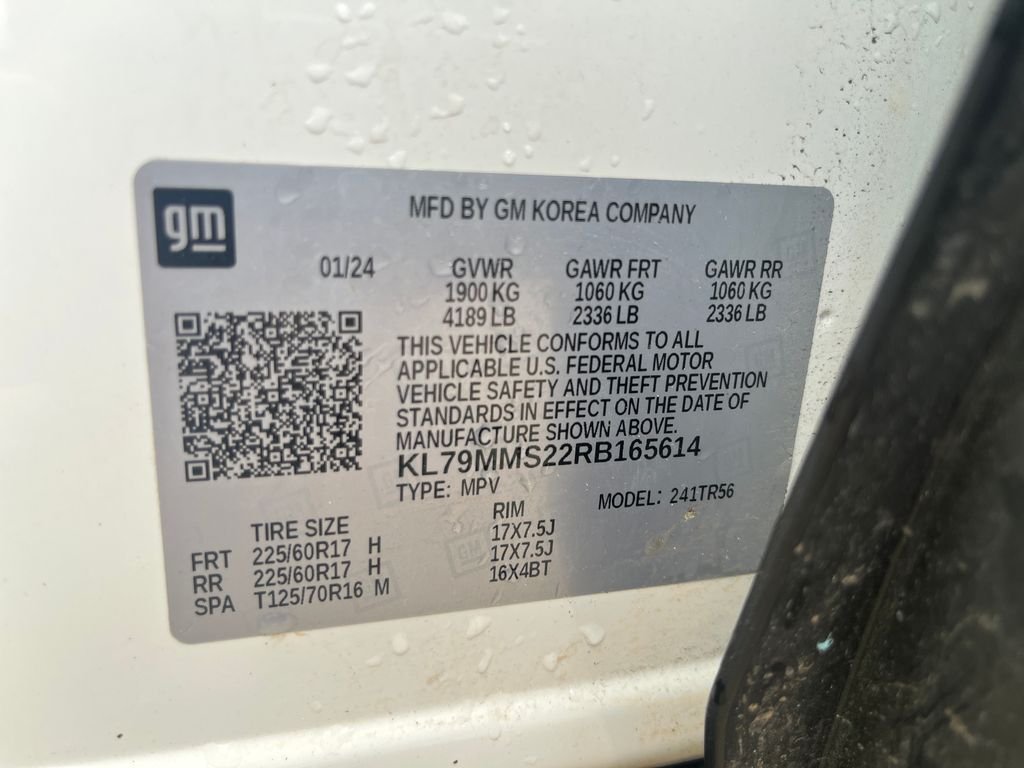 gm
MFD BY GM KOREA COMPANY
01/24 GVWR GAWR FRT GAWR RR
1900 KG 1060 KG 1060 KG
4189 LB 2336 LB 2336 LB
THIS VEHICLE CONFORMS TO ALL
APPLICABLE U.S. FEDERAL MOTOR
VEHICLE SAFETY AND THEFT PREVENTION
STANDARDS IN EFFECT ON THE DATE OF
MANUFACTURE SHOWN ABOVE.
KL79MMS22RB165614
TYPE: MPV MODEL: 241TR56
TIRE SIZE RIM
FRT 225/60R17 H 17X7.5J
RR 225/60R17 H 17X7.5J
SPA T125/70R16 M 16X4BT